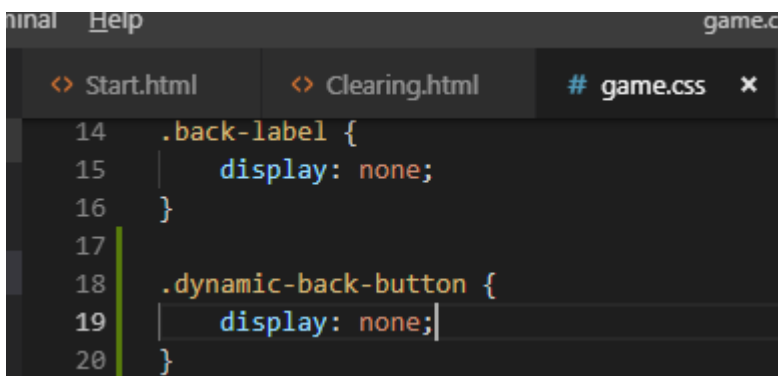 Help
game.c
<> Start.html <> Clearing.html # game.css ×
14 .back-label {
15 display: none;
16 }
17
18 .dynamic-back-button {
19 display: none;
20 }